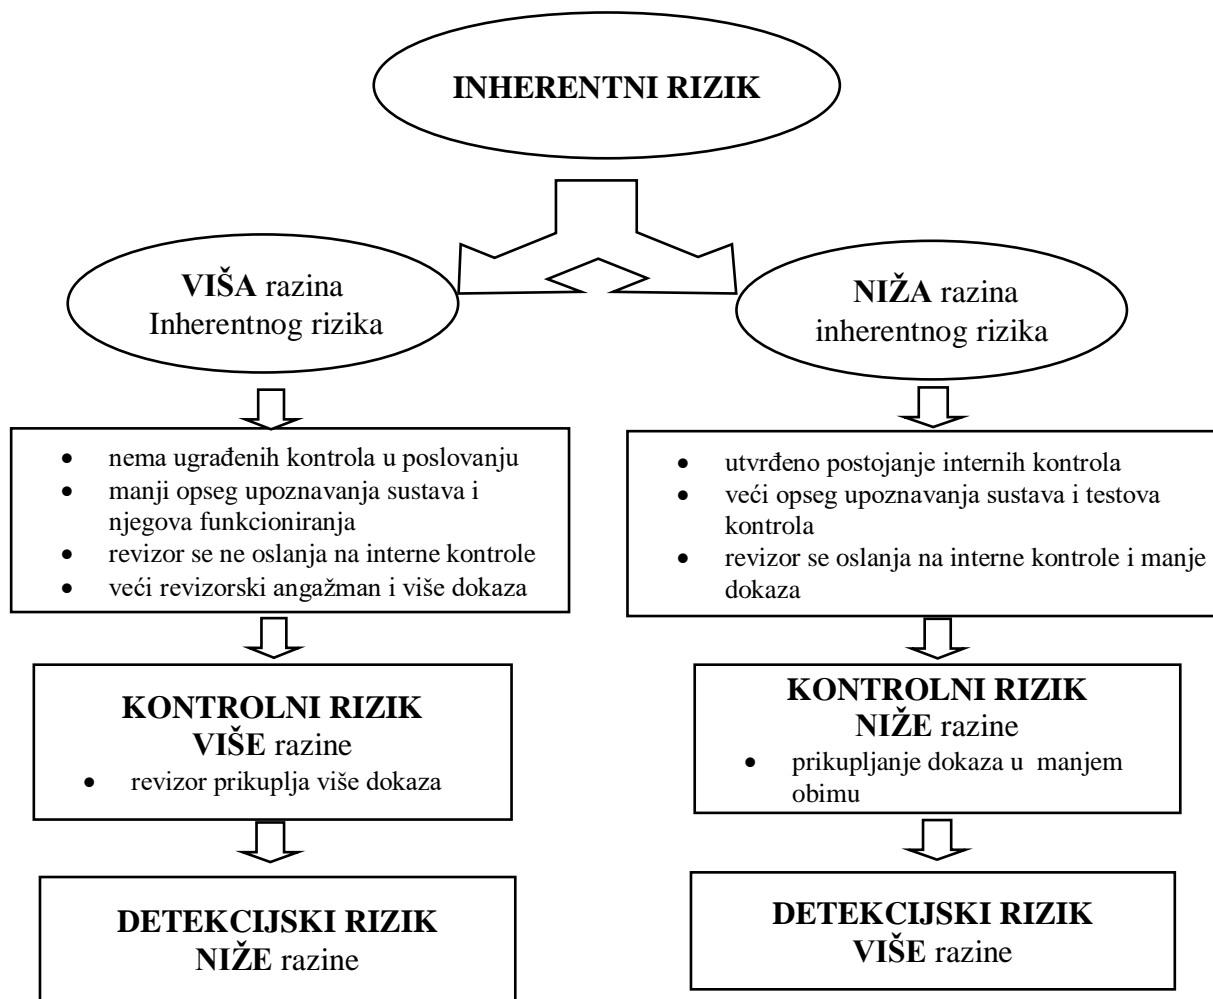 INHERENTNI RIZIK
VIŠA razina
Inherentnog rizika
NIŽA razina
inherentnog rizika
• nema ugrađenih kontrola u poslovanju
• manji opseg upoznavanja sustava i
njegova funkcioniranja
• revizor se ne oslanja na interne kontrole
• veći revizorski angažman i više dokaza
• utvrđeno postojanje internih kontrola
• veći opseg upoznavanja sustava i testova
kontrola
• revizor se oslanja na interne kontrole i manje
dokaza
KONTROLNI RIZIK
VIŠE razine
• revizor prikuplja više dokaza
KONTROLNI RIZIK
NIŽE razine
• prikupljanje dokaza u manjem
obimu
DETEKCIJSKI RIZIK
NIŽE razine
DETEKCIJSKI RIZIK
VIŠE razine